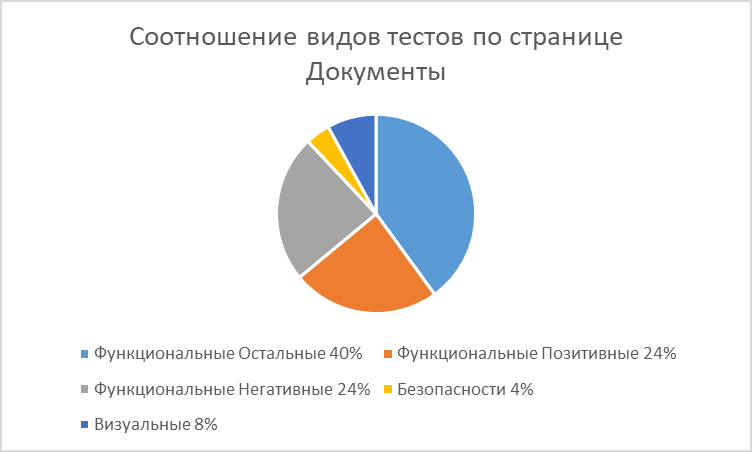 Соотношение видов тестов по странице
Документы
Функциональные Остальные 40%
Функциональные Позитивные 24%
Функциональные Негативные 24%
Безопасности 4%
Визуальные 8%